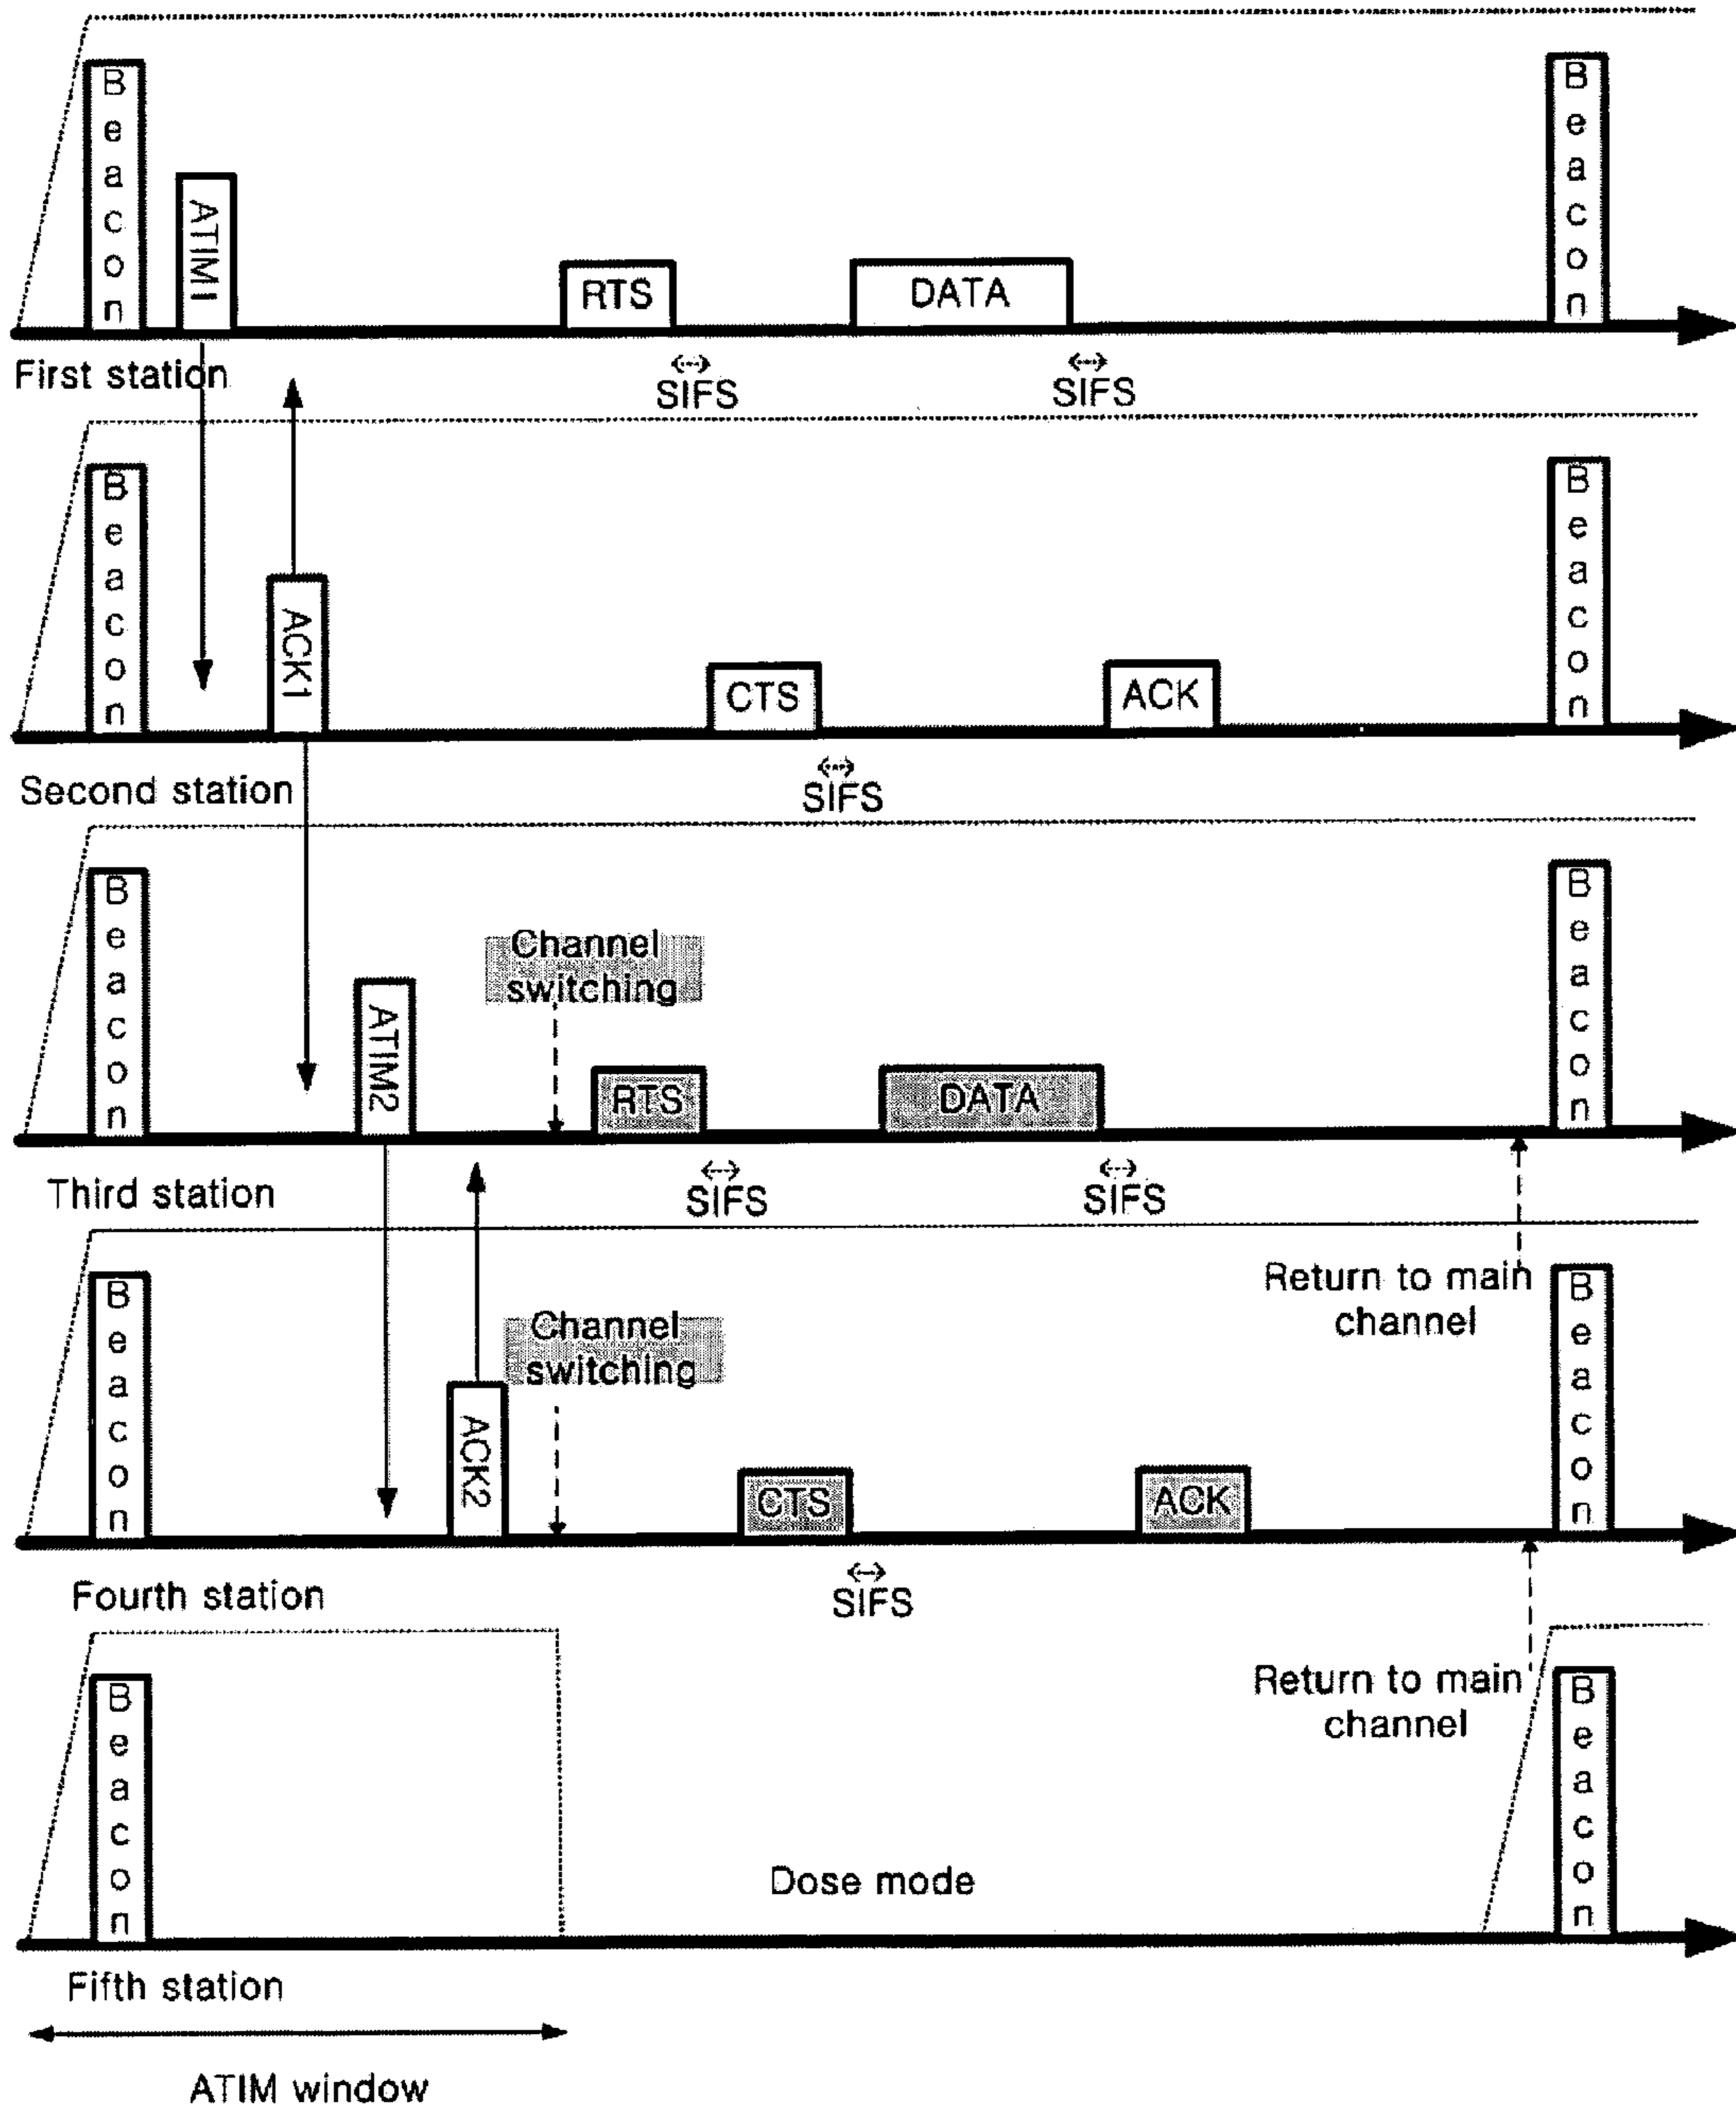 Beacon
Beacon
ATIM1
RTS
DATA
First station
SIFS
SIFS
Beacon
Beacon
ACK1
CTS
ACK
Second station
SIFS
Beacon
Beacon
Channel
switching
ATIM2
RTS
DATA
Third station
SIFS
SIFS
Return to main
channel
Beacon
Beacon
Channel
switching
ACK2
CTS
ACK
Fourth station
SIFS
Return to main
channel
Beacon
Beacon
Dose mode
Fifth station
ATIM window